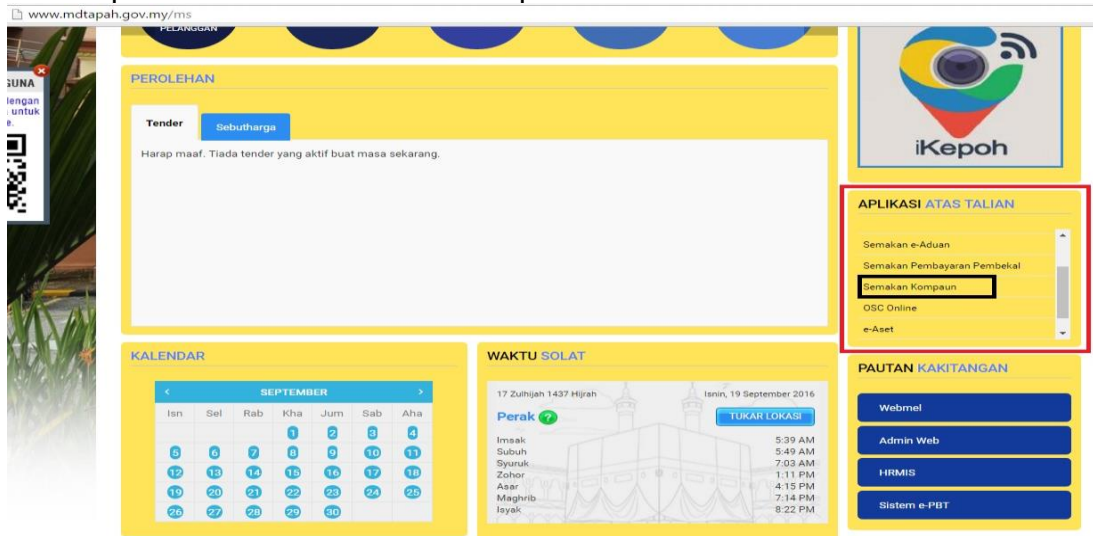 www.mdtapah.gov.my/ms
PELANGGAN
GUNA
dengan
untuk
PEROLEHAN
Tender
Sebutharga
Harap maaf. Tiada tender yang aktif buat masa sekarang.
iKepoh
APLIKASI ATAS TALIAN
Semakan e-Aduan
Semakan Pembayaran Pembekal
Semakan Kompaun
OSC Online
e-Aset
KALENDAR
SEPTEMBER
Isn Sel Rab Kha Jum Sab Aha
1 2 3 4
5 6 7 8 9 10 11
12 13 14 15 16 17 18
19 20 21 22 23 24 25
26 27 28 29 30
WAKTU SOLAT
17 Zulhijah 1437 Hijrah Isnin, 19 September 2016
Perak ? TUKAR LOKASI
Imsak 5:39 AM
Subuh 5:49 AM
Syuruk 7:03 AM
Zohor 1:11 PM
Asar 4:15 PM
Maghrib 7:14 PM
Isyak 8:22 PM
PAUTAN KAKITANGAN
Webmel
Admin Web
HRMIS
Sistem e-PBT